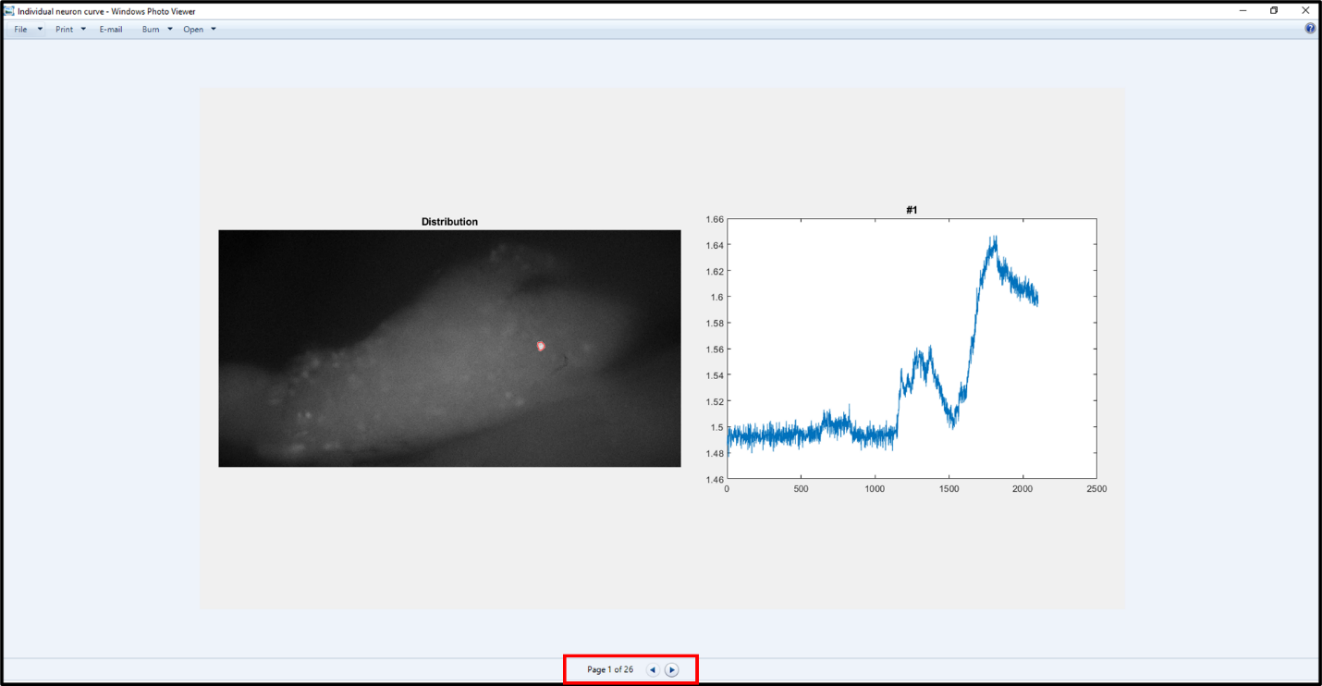 Individual neuron curve - Windows Photo Viewer
File Print E-mail Burn Open
Distribution
#1
1.66
1.64
1.62
1.6
1.58
1.56
1.54
1.52
1.5
1.48
1.46
0 500 1000 1500 2000 2500
Page 1 of 26